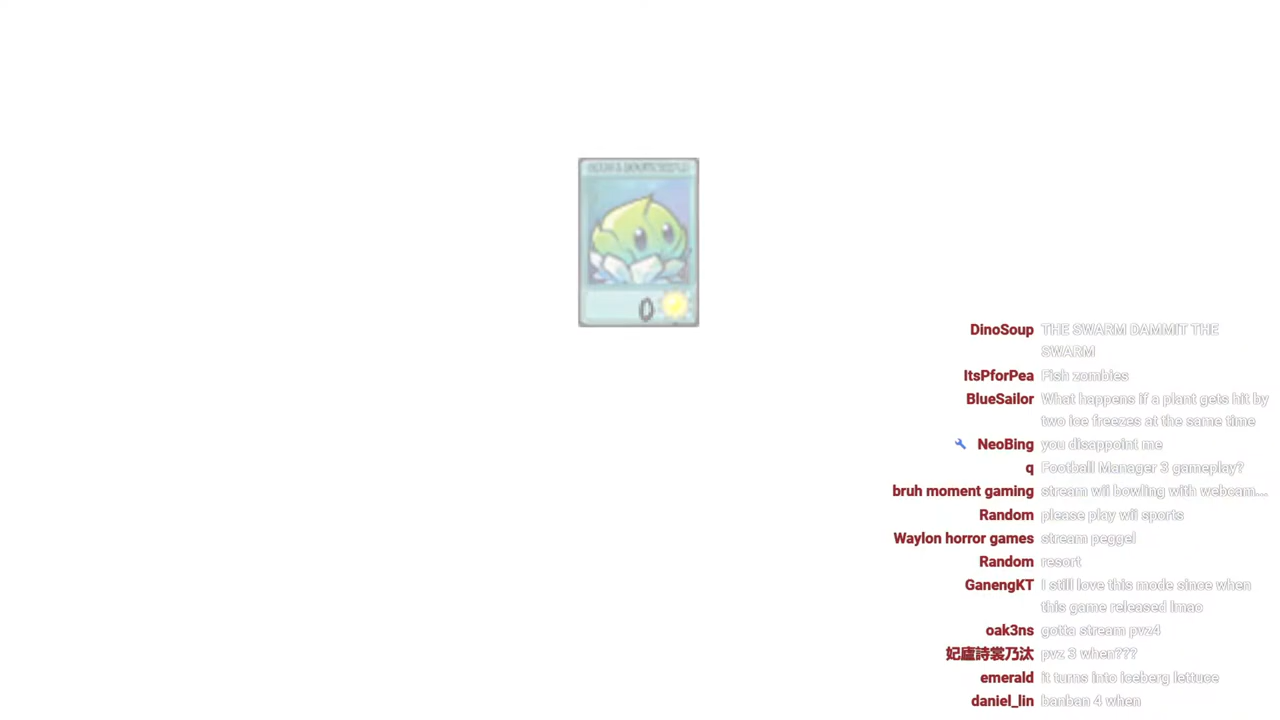 0
DinoSoup THE SWARM DAMMIT THE
SWARM
ItsPforPea Fish zombies
BlueSailor What happens if a plant gets hit by
two ice freezes at the same time
NeoBing you disappoint me
q Football Manager 3 gameplay?
bruh moment gaming stream wii bowling with webcam...
Random please play wii sports
Waylon horror games stream peggel
Random resort
GanengKT I still love this mode since when
this game released lmao
oak3ns gotta stream pvz4
妃廬詩裳乃汰 pvz 3 when???
emerald it turns into iceberg lettuce
daniel_lin banban 4 when